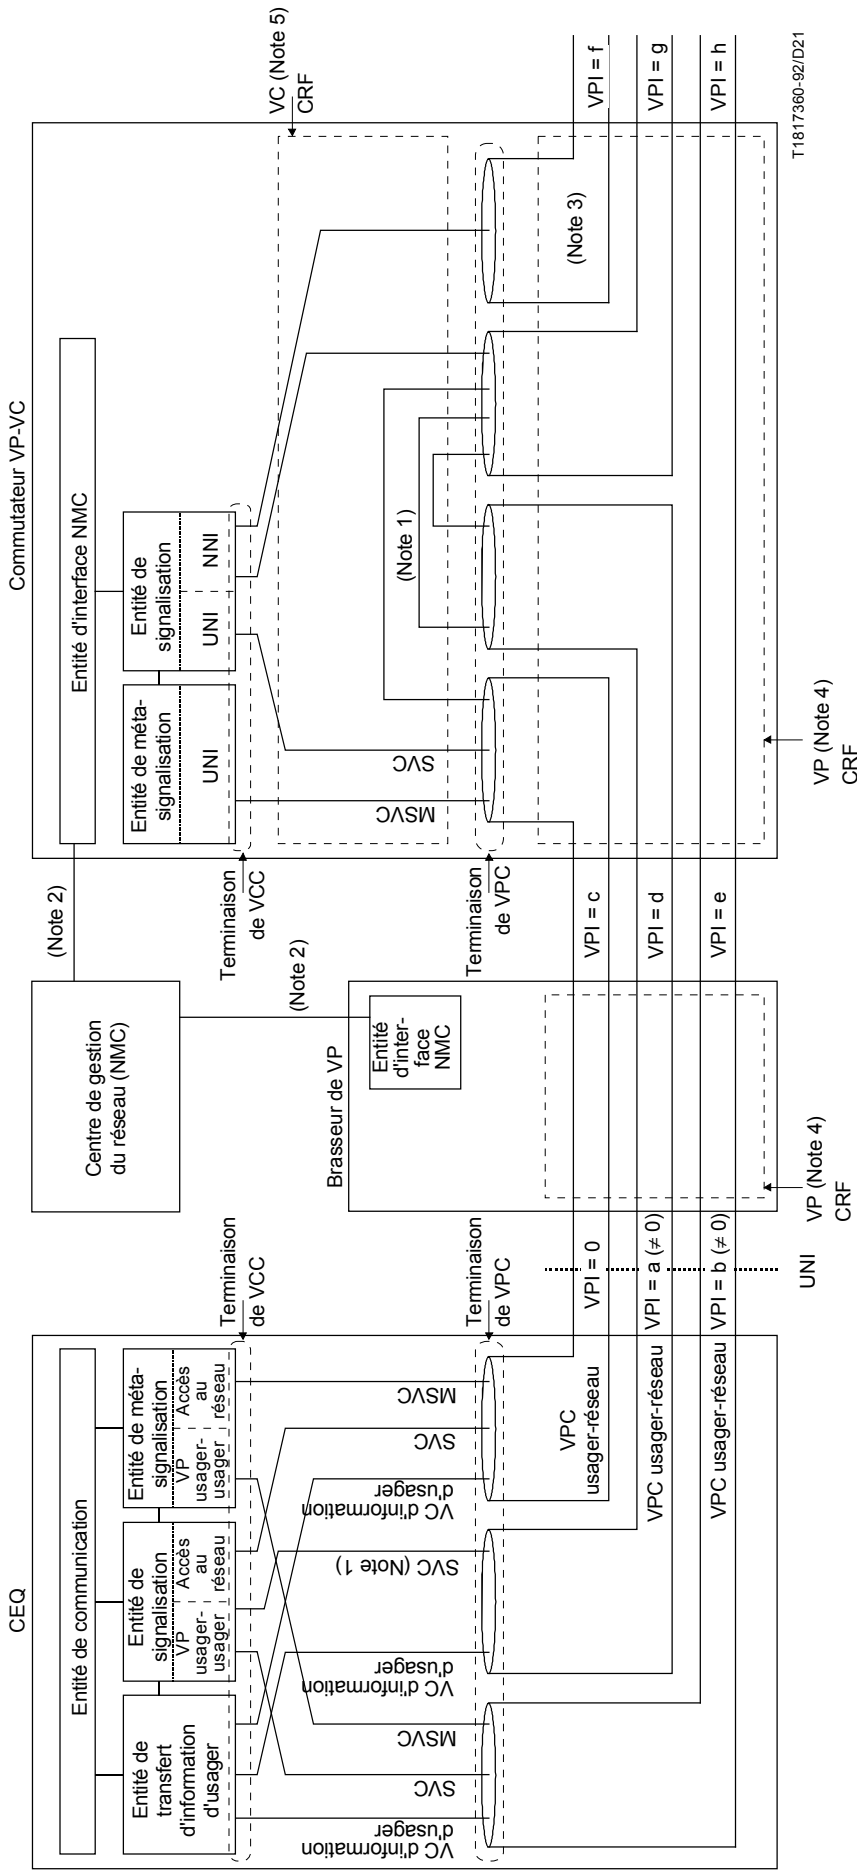 CEQ
Entité de communication
Entité de
transfert
d'information
d'usager
Entité de
signalisation
VP
usager-
usager
Accès
au
réseau
Entité de méta-
signalisation
VP
usager-
usager
Accès
au
réseau
Terminaison
de VCC
VC d'information
d'usager
SVC
MSVC
VC d'information
d'usager
SVC (Note 1)
VC d'information
d'usager
SVC
MSVC
Terminaison
de VPC
VPC
usager-réseau
VPC usager-réseau
VPC usager-réseau
VPI = 0
VPI = a (≠ 0)
VPI = b (≠ 0)
UNI
Centre de gestion
du réseau (NMC)
(Note 2)
(Note 2)
Brasseur de VP
Entité
d'inter-
face
NMC
VP (Note 4)
CRF
VPI = c
VPI = d
VPI = e
Commutateur VP-VC
Entité d'interface NMC
Entité de méta-
signalisation
UNI
Entité de
signalisation
UNI
NNI
Terminaison
de VCC
MSVC
SVC
(Note 1)
VC (Note 5)
CRF
Terminaison
de VPC
(Note 3)
VP (Note 4)
CRF
VPI = f
VPI = g
VPI = h
T1817360-92/D21